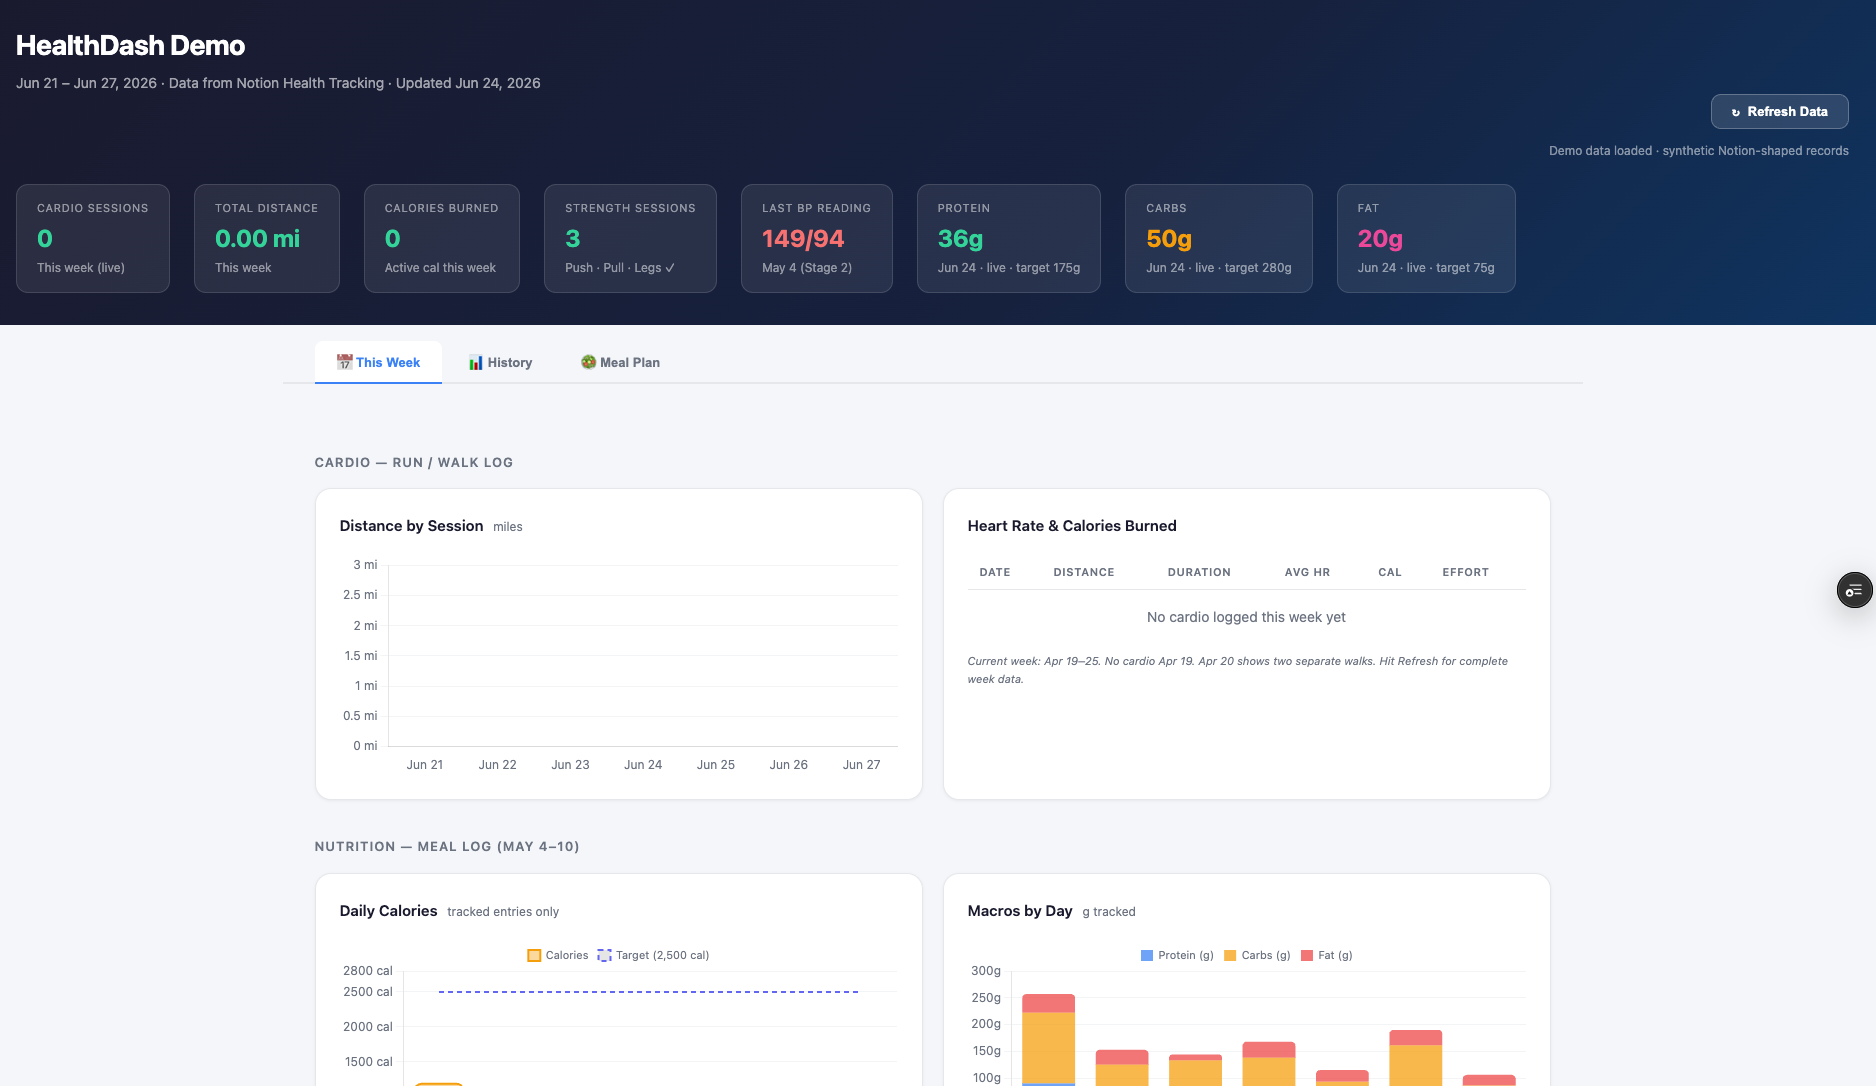 HealthDash Demo
Jun 21 – Jun 27, 2026 · Data from Notion Health Tracking · Updated Jun 24, 2026
↻ Refresh Data
Demo data loaded · synthetic Notion-shaped records
CARDIO SESSIONS
0
This week (live)
TOTAL DISTANCE
0.00 mi
This week
CALORIES BURNED
0
Active cal this week
STRENGTH SESSIONS
3
Push · Pull · Legs ✓
LAST BP READING
149/94
May 4 (Stage 2)
PROTEIN
36g
Jun 24 · live · target 175g
CARBS
50g
Jun 24 · live · target 280g
FAT
20g
Jun 24 · live · target 75g
This Week
History
Meal Plan
CARDIO — RUN / WALK LOG
Distance by Session miles
3 mi
2.5 mi
2 mi
1.5 mi
1 mi
0.5 mi
0 mi
Jun 21 Jun 22 Jun 23 Jun 24 Jun 25 Jun 26 Jun 27
Heart Rate & Calories Burned
DATE DISTANCE DURATION AVG HR CAL EFFORT
No cardio logged this week yet
Current week: Apr 19–25. No cardio Apr 19. Apr 20 shows two separate walks. Hit Refresh for complete
week data.
NUTRITION — MEAL LOG (MAY 4–10)
Daily Calories tracked entries only
Calories Target (2,500 cal)
2800 cal
2500 cal
2000 cal
1500 cal
Macros by Day g tracked
Protein (g) Carbs (g) Fat (g)
300g
250g
200g
150g
100g